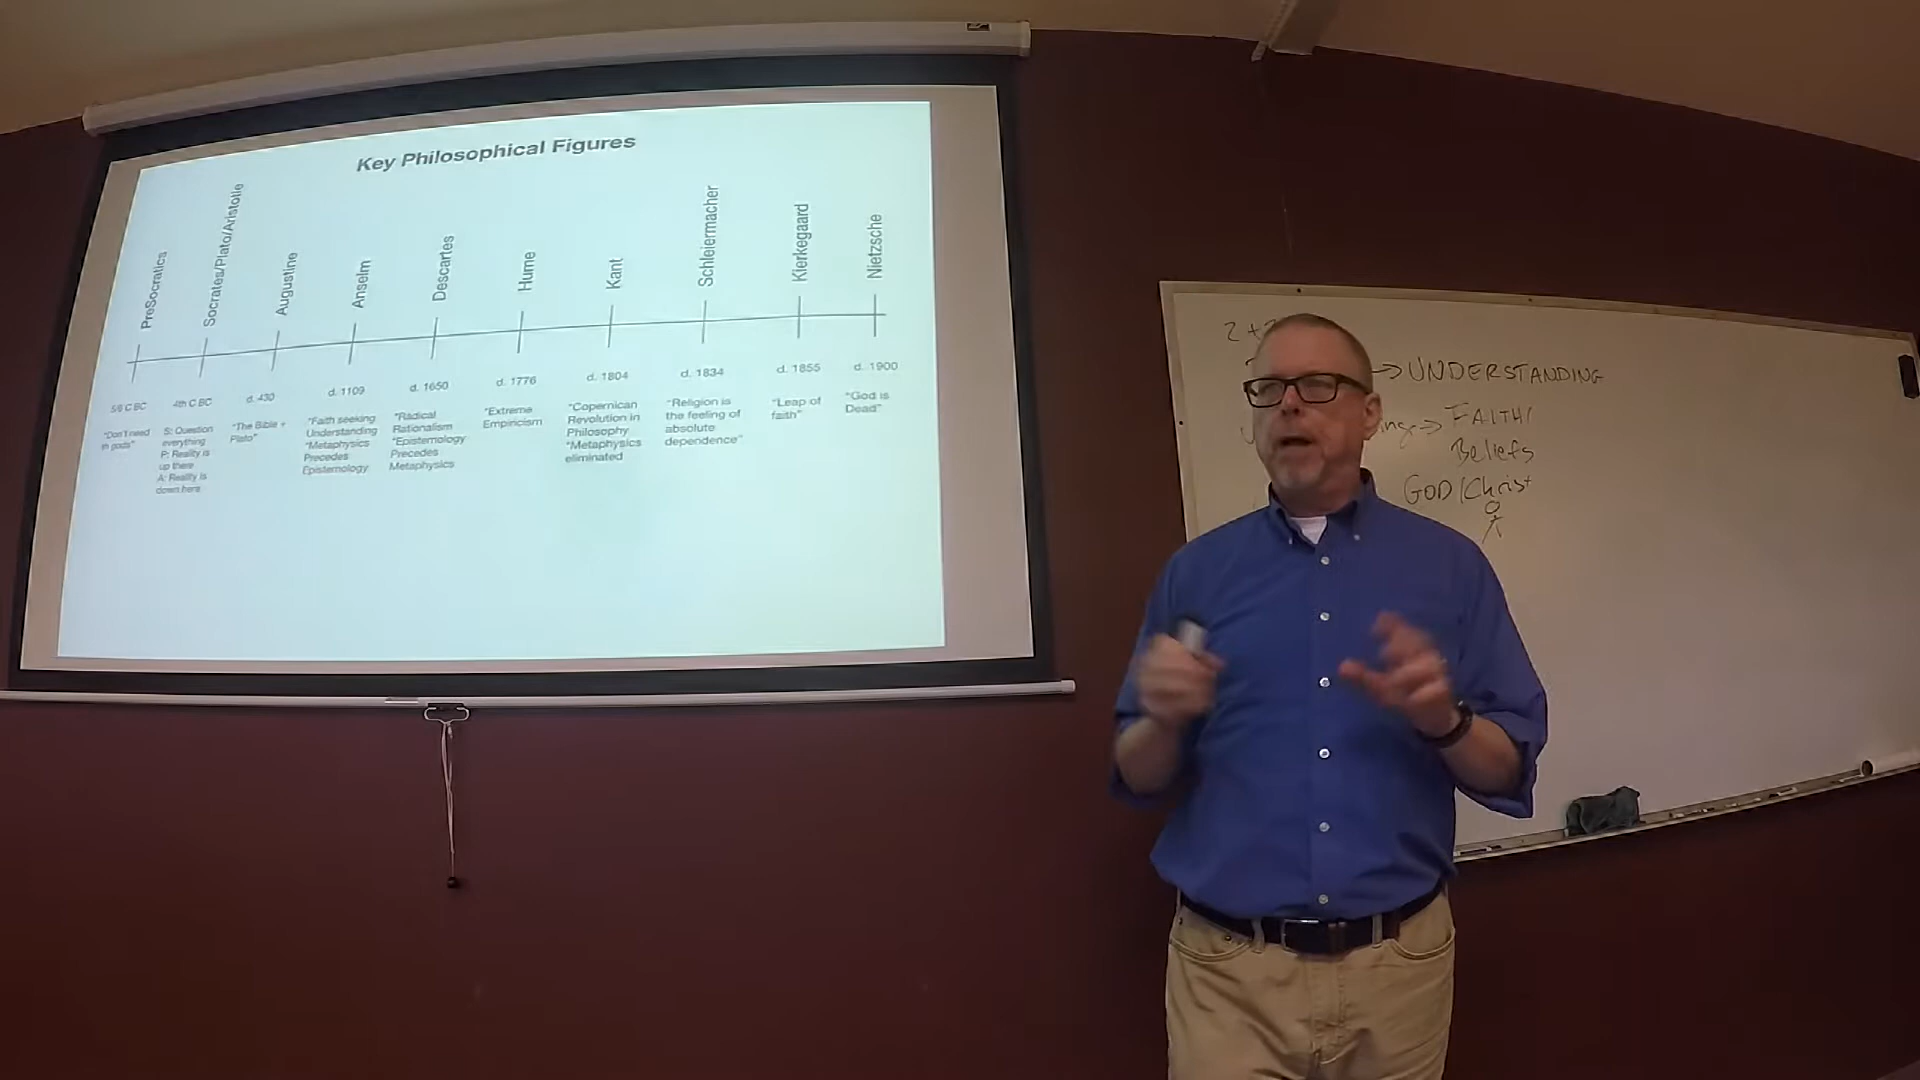 Key Philosophical Figures
PreSocratics
Socrates/Plato/Aristotle
Augustine
Anselm
Descartes
Hume
Kant
Schleiermacher
Kierkegaard
Nietzsche
5/6 C BC
4th C BC
d. 430
d. 1109
d. 1650
d. 1776
d. 1804
d. 1834
d. 1855
d. 1900
"Don't need
in gods"
S: Question
everything
P: Reality is
up there
A: Reality is
down here
"The Bible +
Plato"
"Faith seeking
Understanding
"Metaphysics
Precedes
Epistemology
"Radical
Rationalism
"Epistemology
Precedes
Metaphysics
"Extreme
Empiricism
"Copernican
Revolution in
Philosophy
"Metaphysics
eliminated
"Religion is
the feeling of
absolute
dependence"
"Leap of
faith"
"God is
Dead"
2 +
→ UNDERSTANDING
ing → FAITH/
Beliefs
GOD/Christ